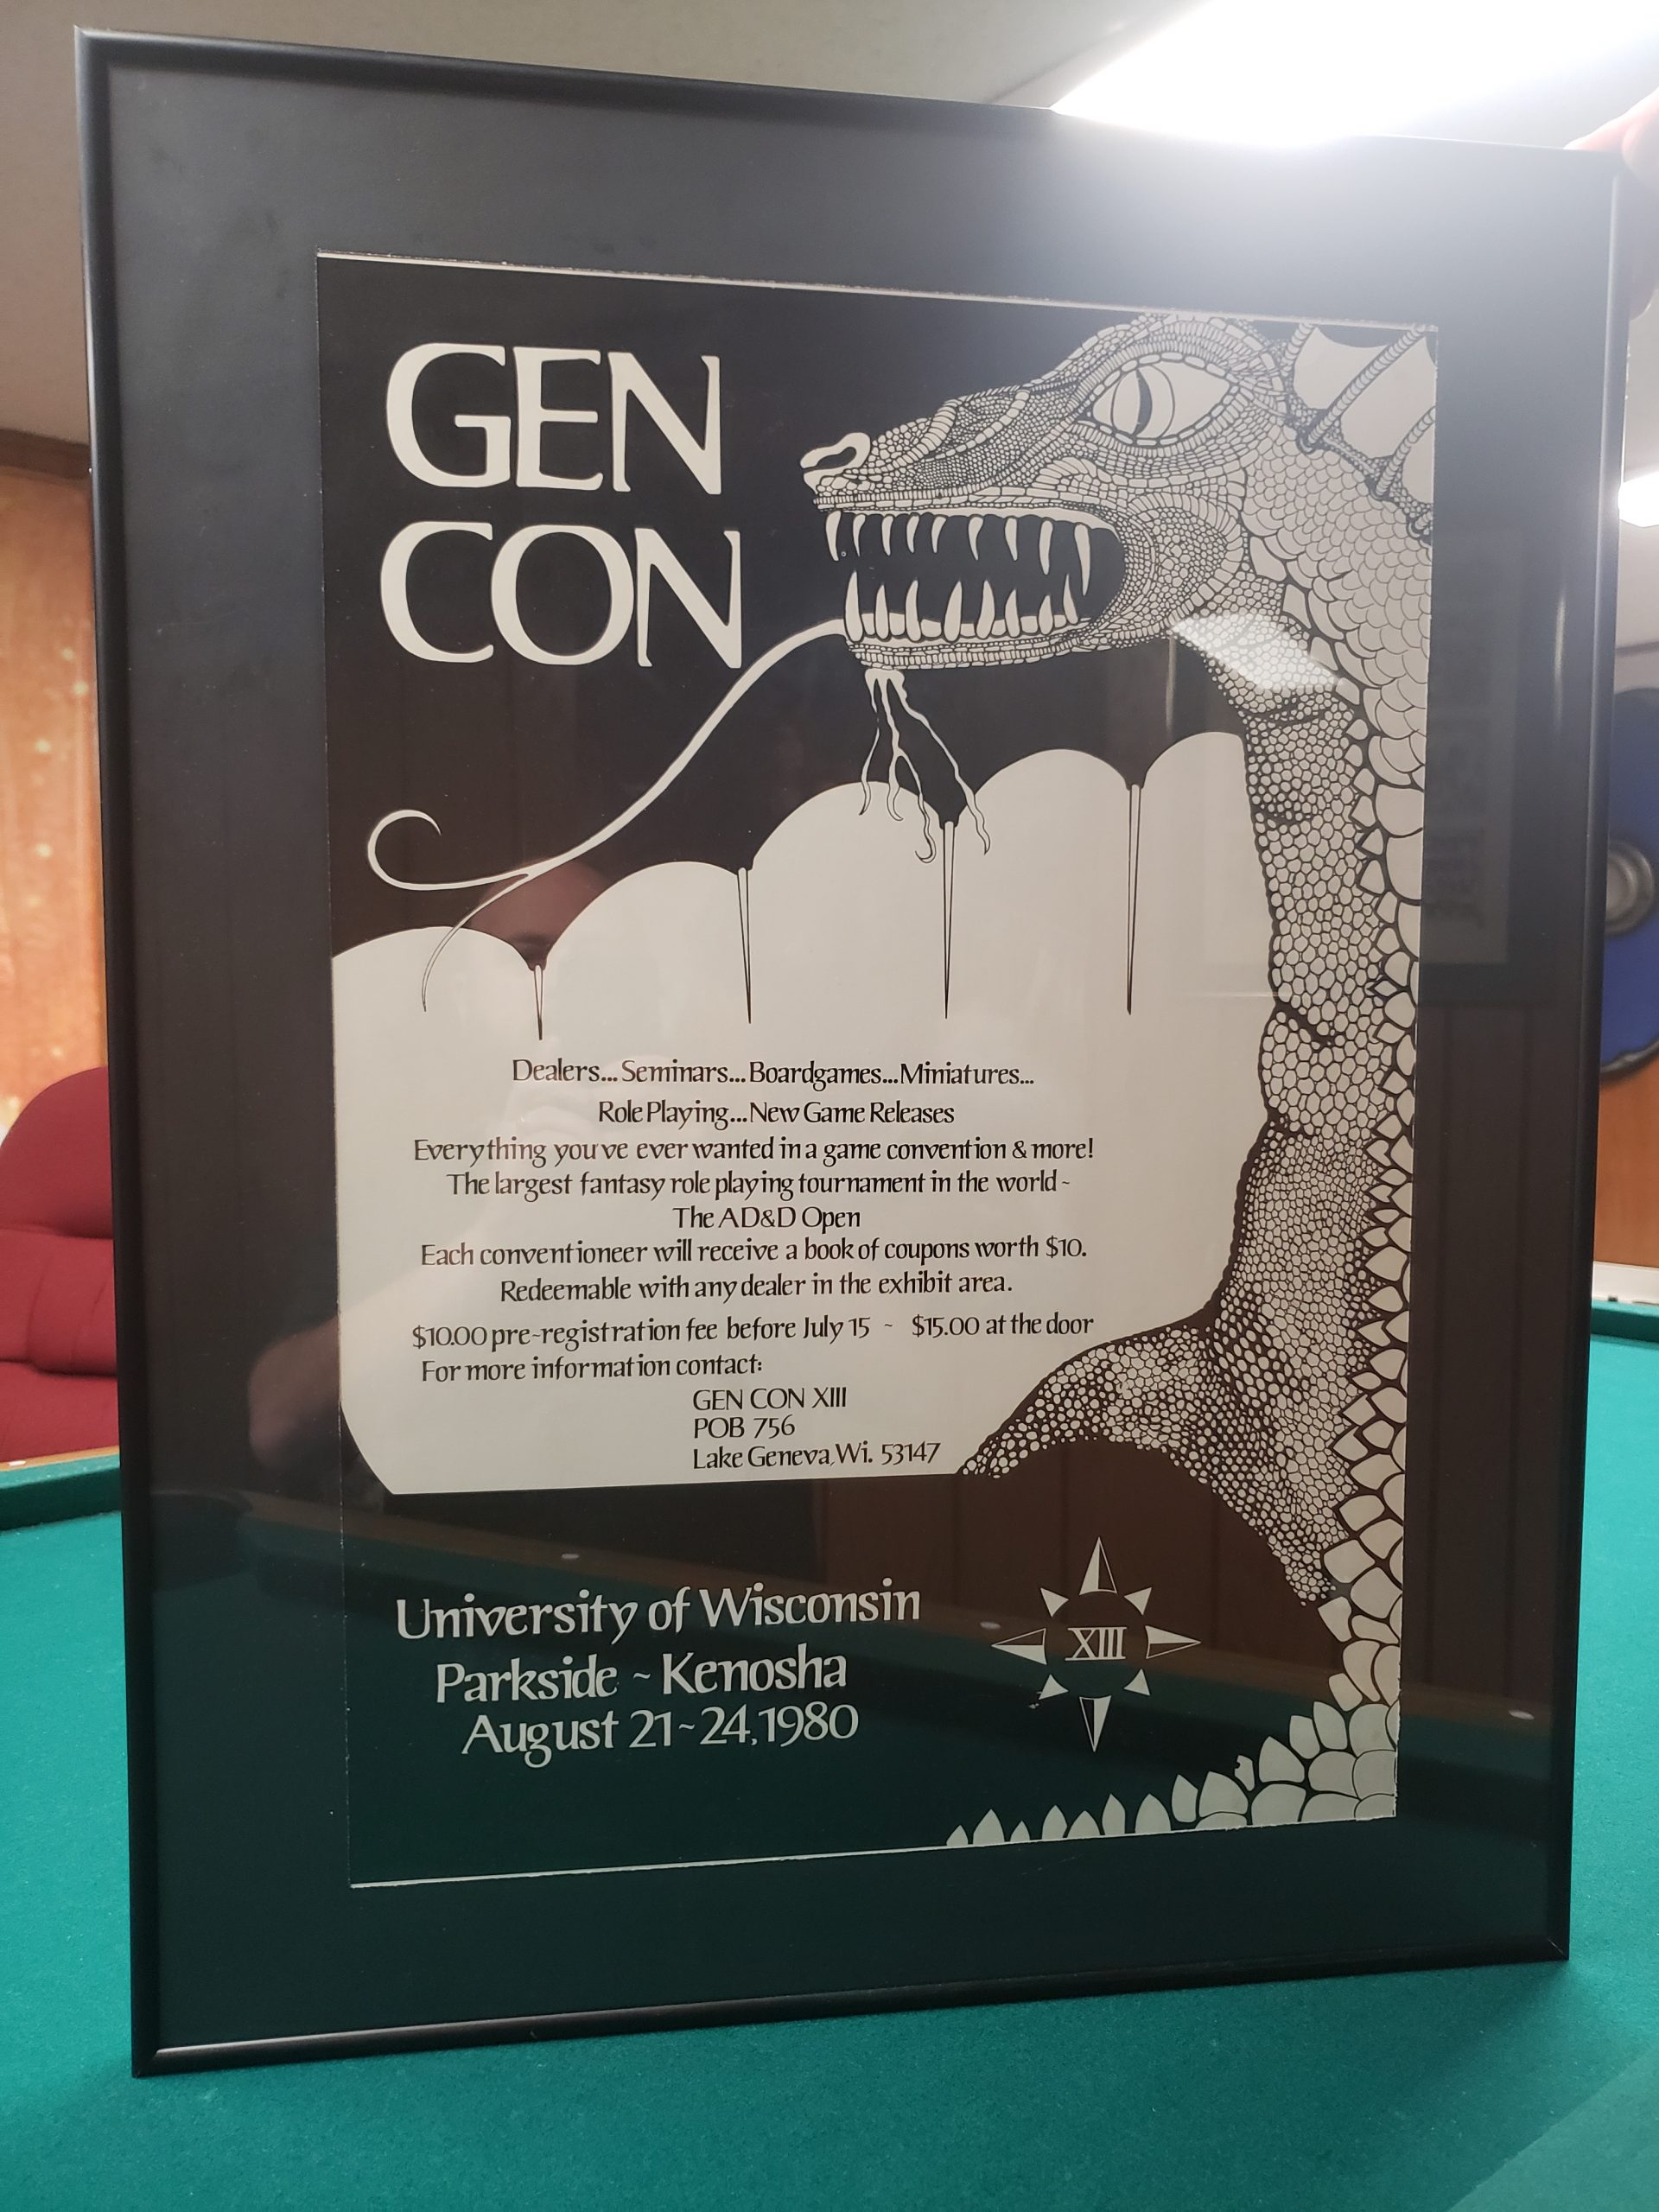 GEN
CON
Dealers... Seminars... Boardgames...Miniatures...
Role Playing...New Game Releases
Everything you've ever wanted in a game convention & more!
The largest fantasy role playing tournament in the world ~
The AD&D Open
Each conventioneer will receive a book of coupons worth $10.
Redeemable with any dealer in the exhibit area.
$10.00 pre-registration fee before July 15 ~ $15.00 at the door
For more information contact:
GEN CON XIII
POB 756
Lake Geneva, Wi. 53147
University of Wisconsin
Parkside ~ Kenosha
August 21~24, 1980
XIII